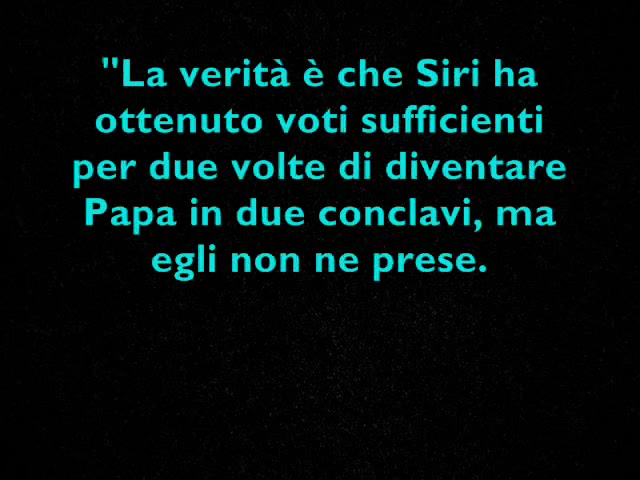 "La verità è che Siri ha
ottenuto voti sufficienti
per due volte di diventare
Papa in due conclavi, ma
egli non ne prese.